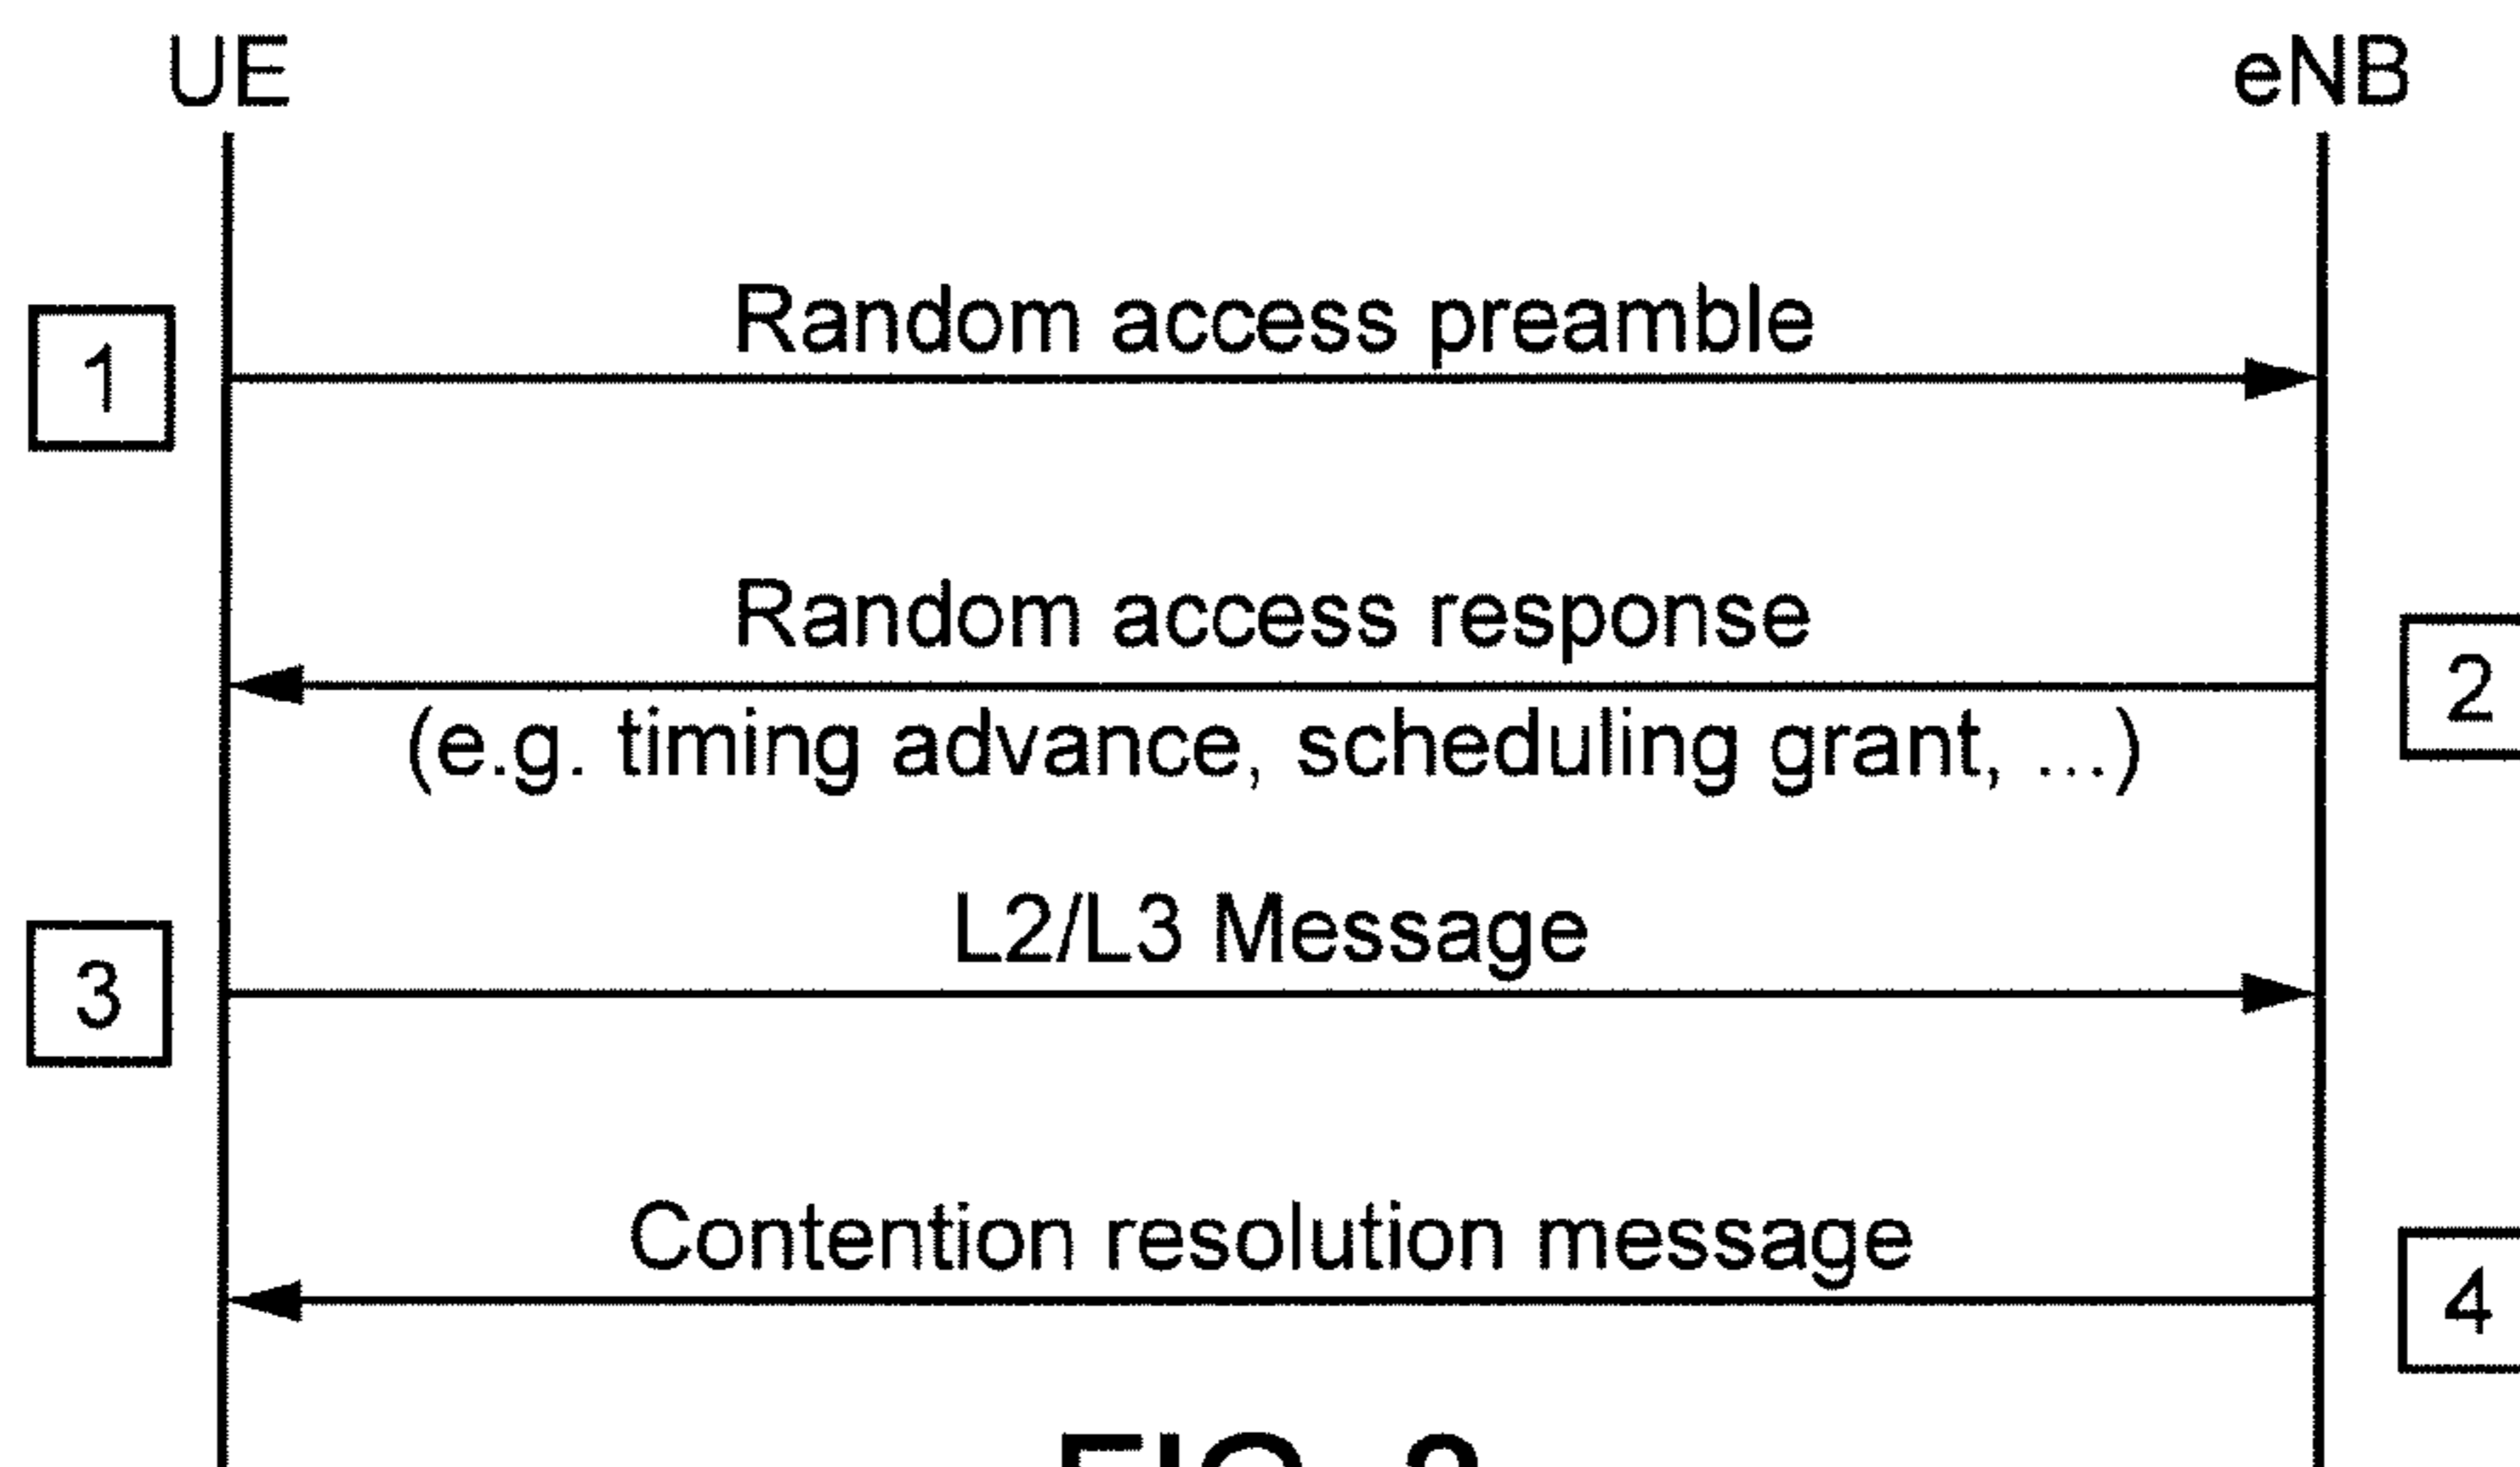 UE
eNB
Random access preamble
1
Random access response
2
(e.g. timing advance, scheduling grant, ...)
L2/L3 Message
3
Contention resolution message
4